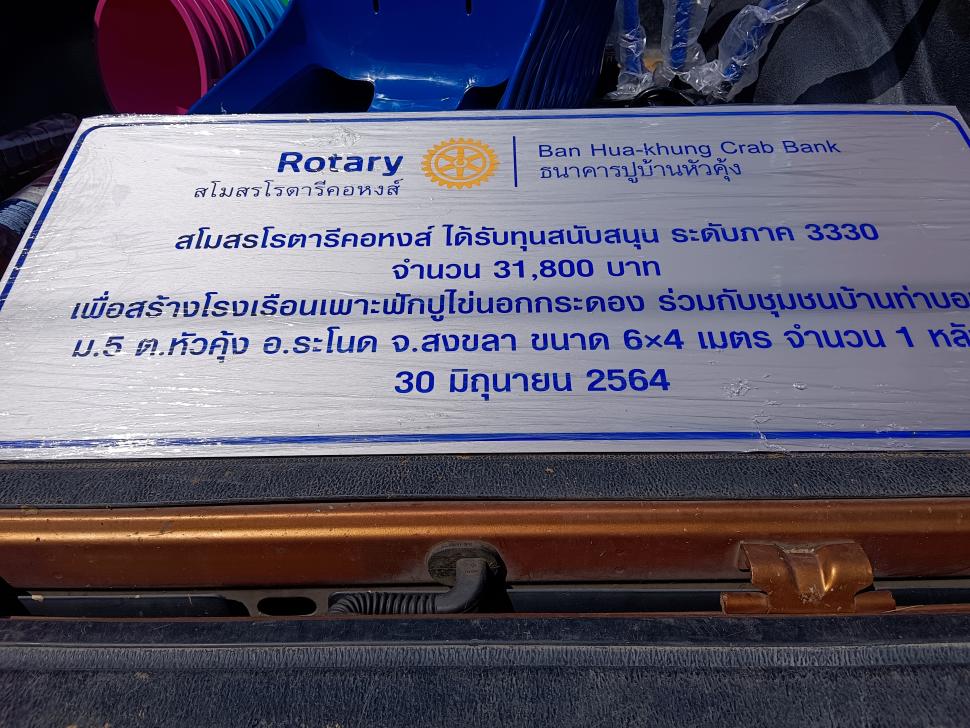 Rotary
สโมสรโรตารีคอหงส์
Ban Hua-khung Crab Bank
ธนาคารปูบ้านหัวคุ้ง
สโมสรโรตารีคอหงส์ ได้รับทุนสนับสนุน ระดับภาค 3330
จำนวน 31,800 บาท
เพื่อสร้างโรงเรือนเพาะฟักปูไข่นอกกระดอง ร่วมกับชุมชนบ้านท่าบอน
ม.5 ต.หัวคุ้ง อ.ระโนด จ.สงขลา ขนาด 6×4 เมตร จำนวน 1 หลัง
30 มิถุนายน 2564